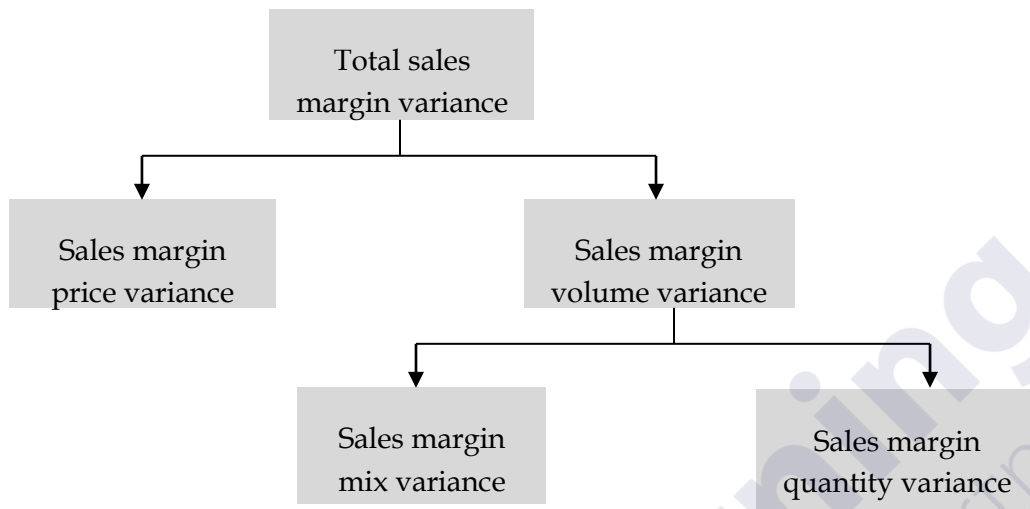 Total sales
margin variance
Sales margin
price variance
Sales margin
volume variance
Sales margin
mix variance
Sales margin
quantity variance